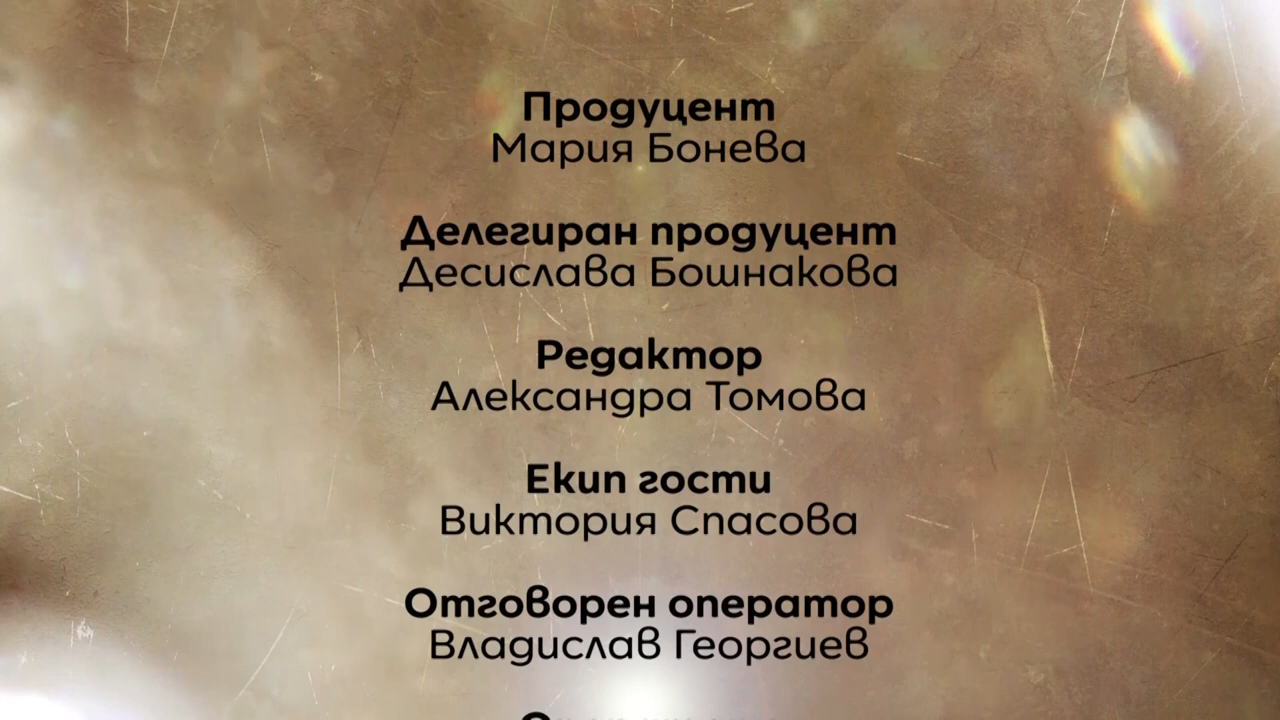 Продуцент
Мария Бонева
Делегиран продуцент
Десислава Бошнакова
Редактор
Александра Томова
Екип гости
Виктория Спасова
Отговорен оператор
Владислав Георгиев